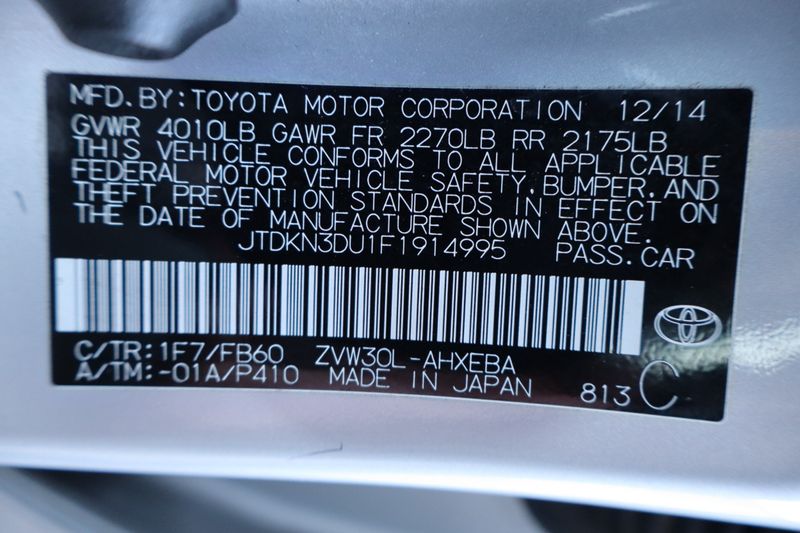 MFD.BY:TOYOTA MOTOR CORPORATION 12/14
GVWR 4010LB GAWR FR 2270LB RR 2175LB
THIS VEHICLE CONFORMS TO ALL APPLICABLE
FEDERAL MOTOR VEHICLE SAFETY,BUMPER,AND
THEFT PREVENTION STANDARDS IN EFFECT ON
THE DATE OF MANUFACTURE SHOWN ABOVE.
JTDKN3DU1F1914995 PASS.CAR
C/TR:1F7/FB60 ZVW30L-AHXEBA
A/TM:-01A/P410 MADE IN JAPAN 813 C